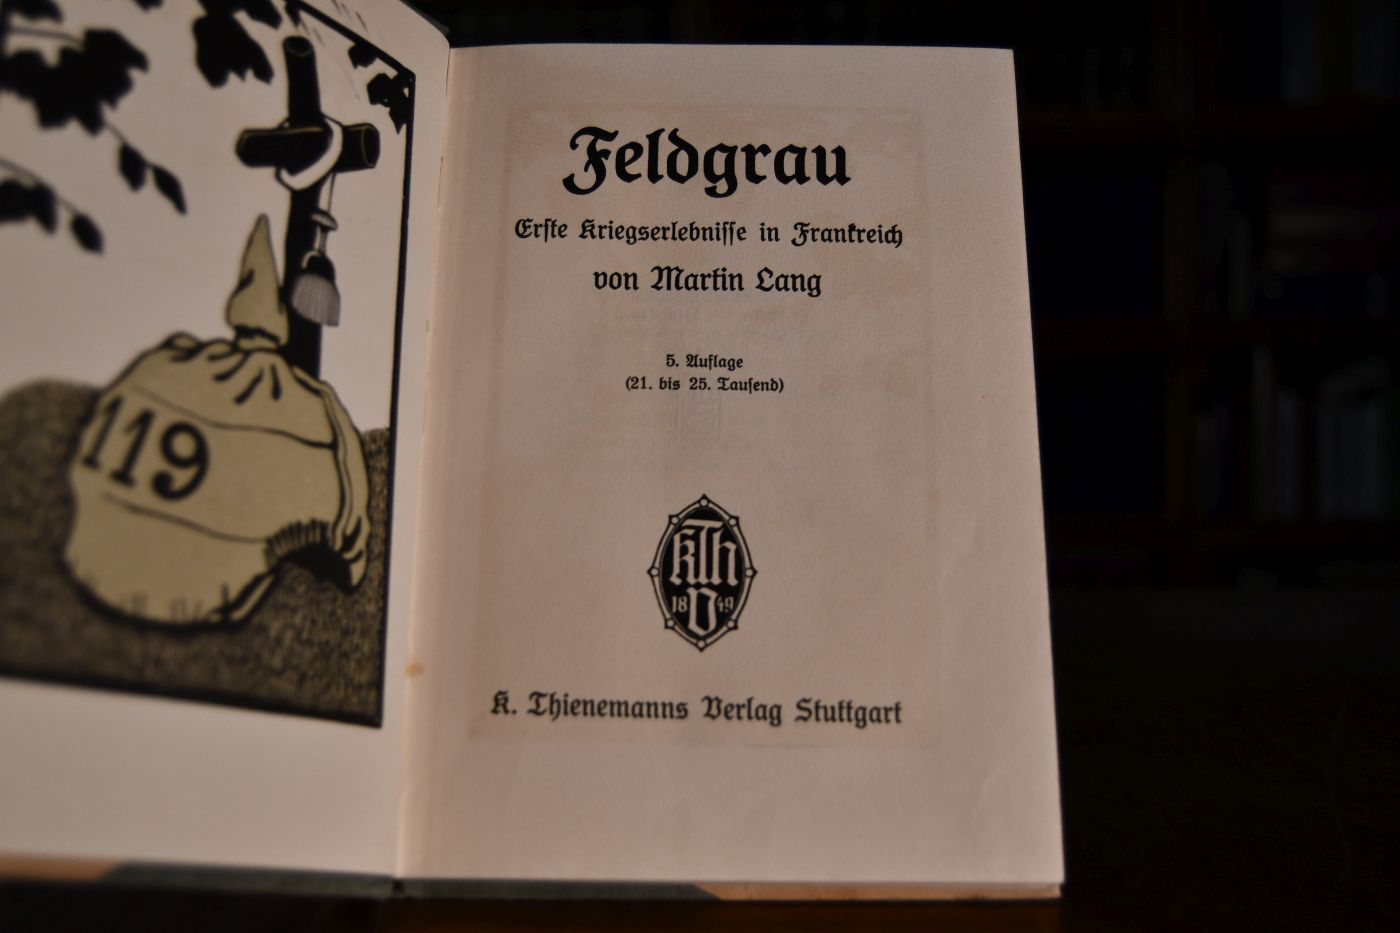 119
Feldgrau
Erſte Kriegserlebniſſe in Frankreich
von Martin Lang
5. Auflage
(21. bis 25. Tauſend)
KTh
18 V 49
K. Thienemanns Verlag Stuttgart